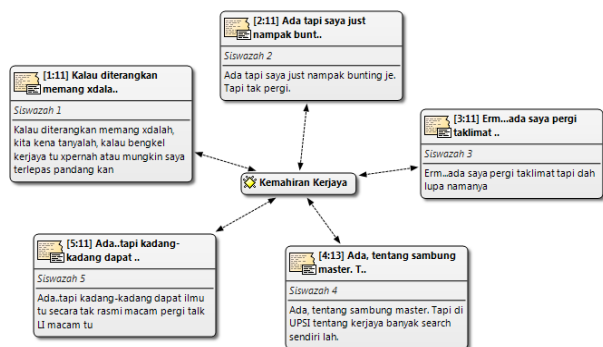 [2:11] Ada tapi saya just
nampak bunt..
Siswazah 2
Ada tapi saya just nampak bunting je.
Tapi tak pergi.
[1:11] Kalau diterangkan
memang xdala..
Siswazah 1
Kalau diterangkan memang xdalah,
kita kena tanyalah, kalau bengkel
kerjaya tu xpernah atau mungkin saya
terlepas pandang kan
[3:11] Erm...ada saya pergi
taklimat ..
Siswazah 3
Erm...ada saya pergi taklimat tapi dah
lupa namanya
Kemahiran Kerjaya
[5:11] Ada..tapi kadang-
kadang dapat ..
Siswazah 5
Ada..tapi kadang-kadang dapat ilmu
tu secara tak rasmi macam pergi talk
LI macam tu
[4:13] Ada, tentang sambung
master. T..
Siswazah 4
Ada, tentang sambung master. Tapi di
UPSI tentang kerjaya banyak search
sendiri lah.